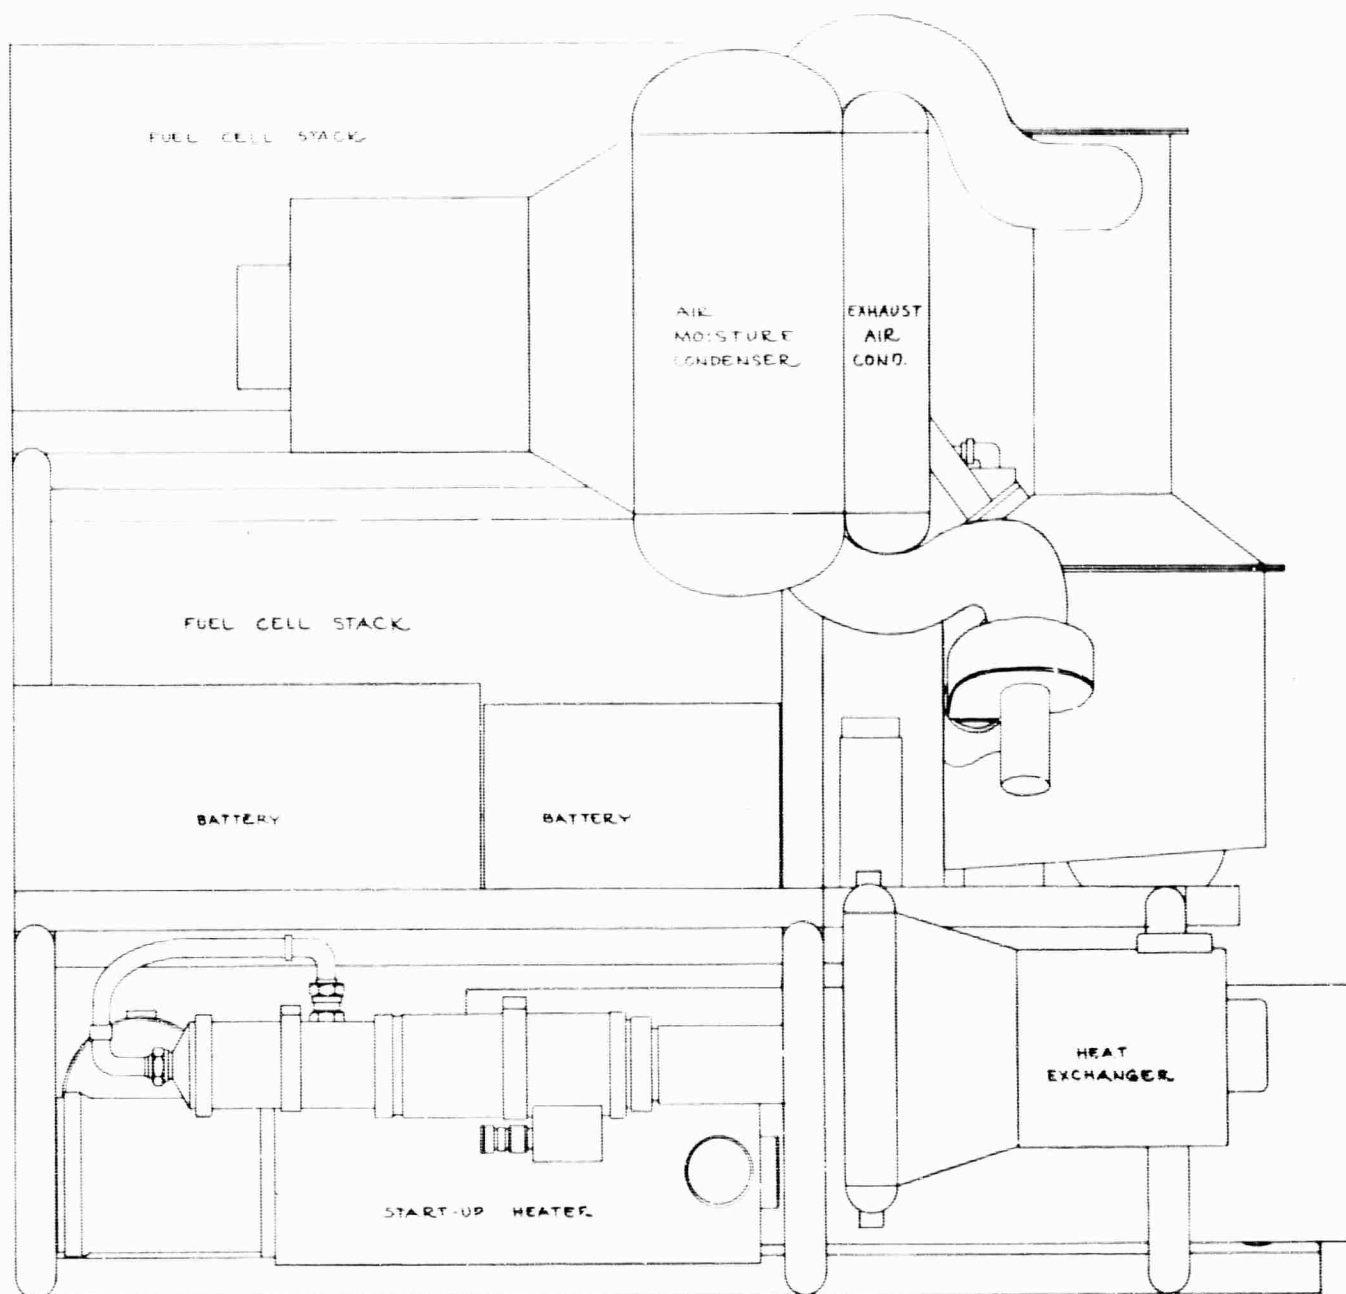 FUEL CELL STACK
AIR
MOISTURE
CONDENSER
EXHAUST
AIR
COND.
FUEL CELL STACK
BATTERY
BATTERY
HEAT
EXCHANGER
START-UP HEATER